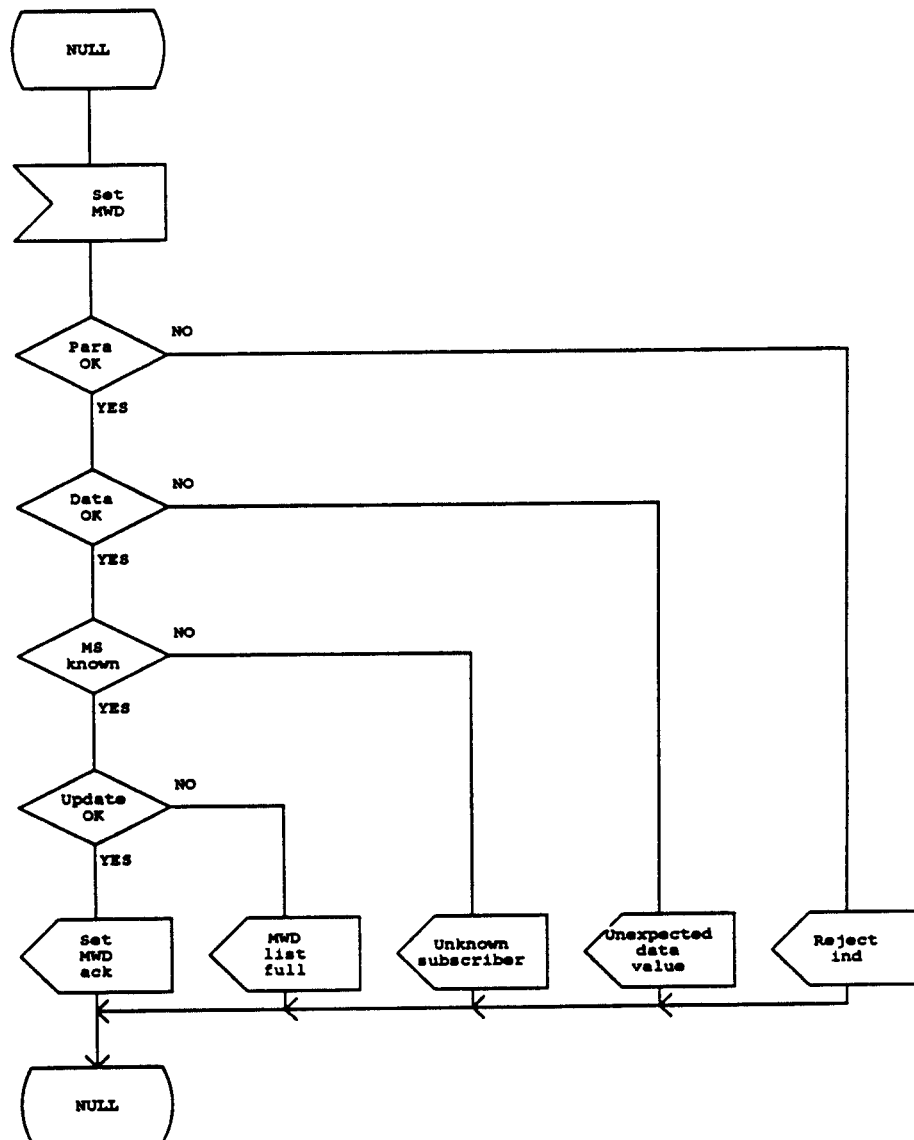 NULL
Set
MWD
Para
OK
NO
YES
Data
OK
NO
YES
MS
known
NO
YES
Update
OK
NO
YES
Set
MWD
ack
MWD
list
full
Unknown
subscriber
Unexpected
data
value
Reject
ind
NULL